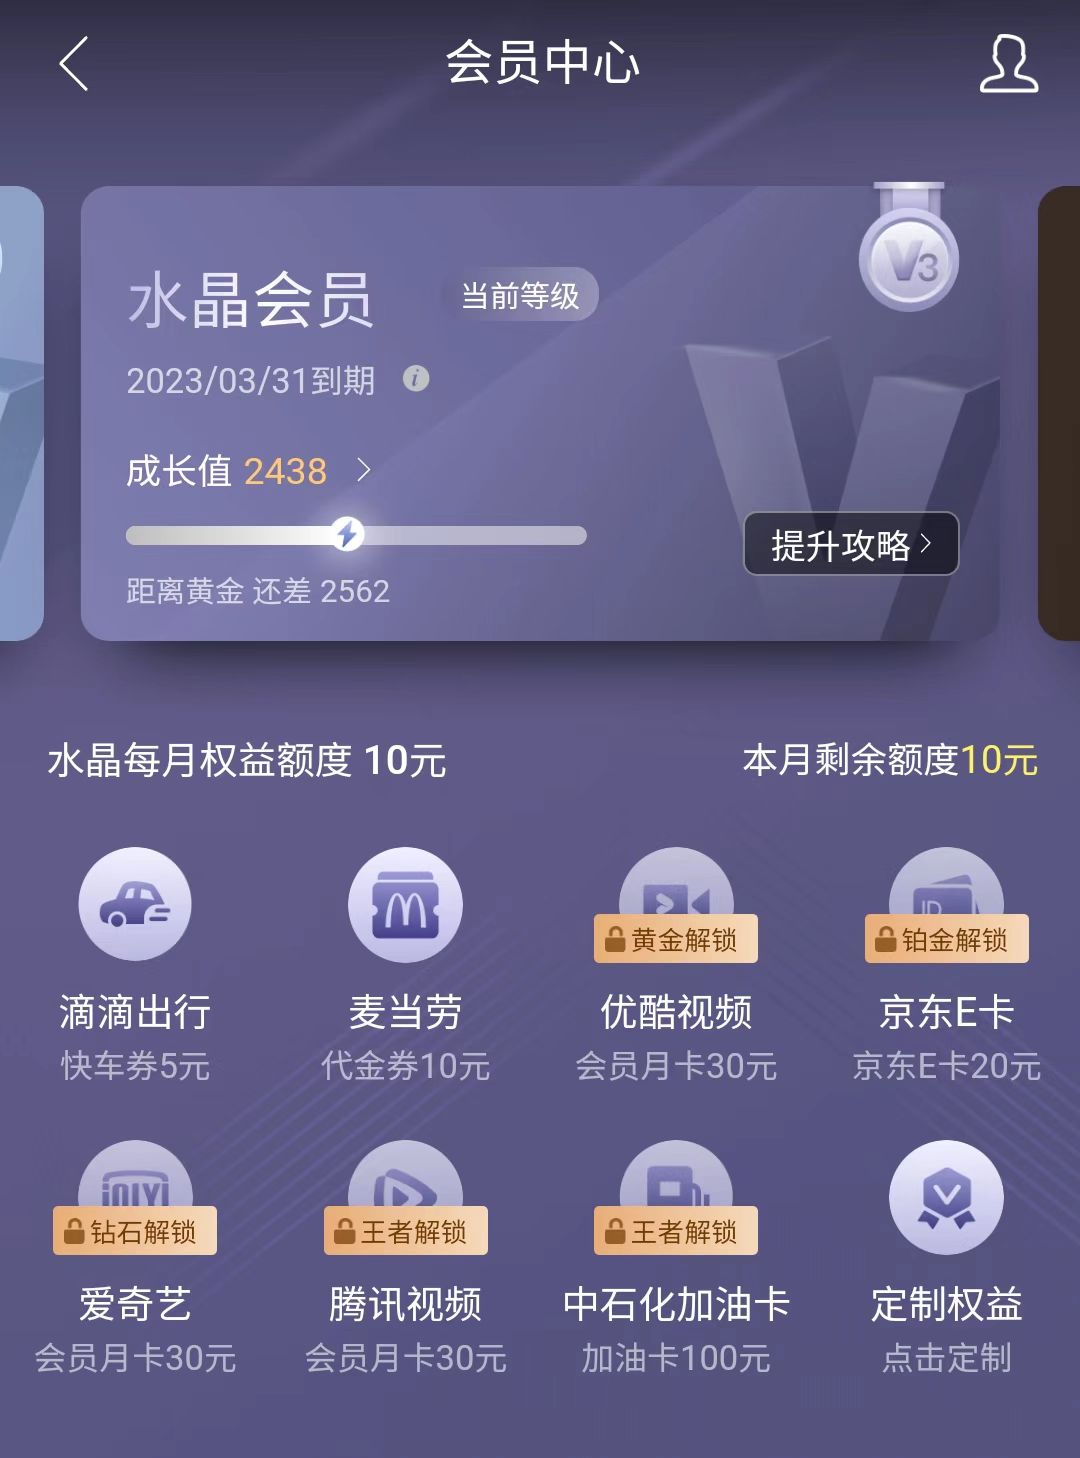 会员中心
水晶会员
当前等级
V3
2023/03/31到期
成长值 2438
距离黄金 还差 2562
提升攻略
水晶每月权益额度 10元
本月剩余额度10元
黄金解锁
铂金解锁
滴滴出行
麦当劳
优酷视频
京东E卡
快车券5元
代金券10元
会员月卡30元
京东E卡20元
钻石解锁
王者解锁
王者解锁
爱奇艺
腾讯视频
中石化加油卡
定制权益
会员月卡30元
会员月卡30元
加油卡100元
点击定制